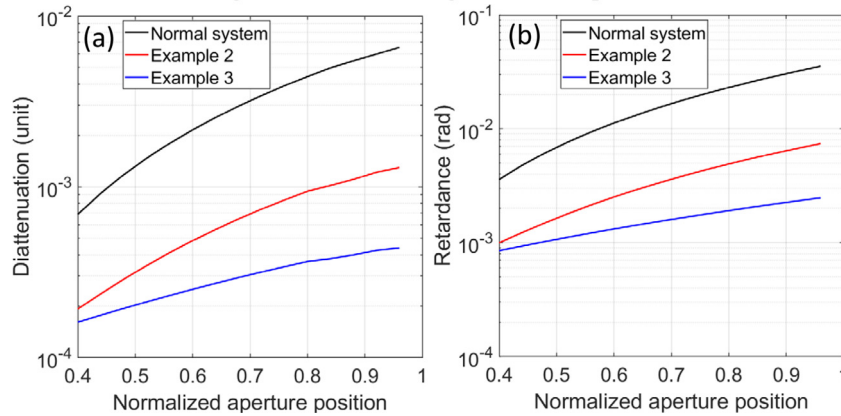 (a)
Normal system
Example 2
Example 3
Diattenuation (unit)
10^-2
10^-3
10^-4
0.4 0.5 0.6 0.7 0.8 0.9 1
Normalized aperture position
(b)
Normal system
Example 2
Example 3
Retardance (rad)
10^-1
10^-2
10^-3
10^-4
0.4 0.5 0.6 0.7 0.8 0.9 1
Normalized aperture position